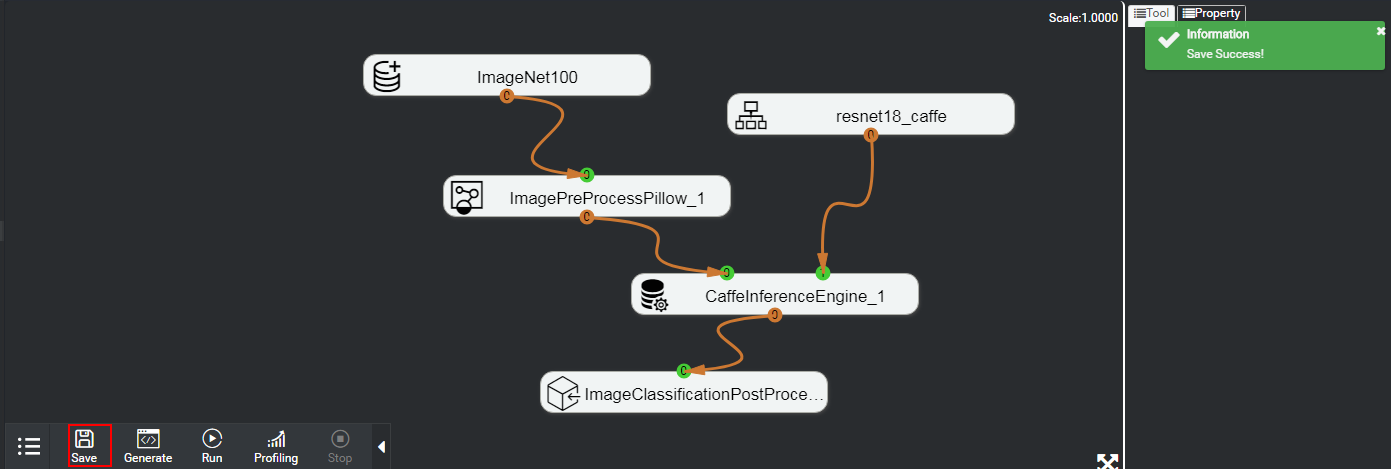 Scale:1.0000
Tool
Property
Information
Save Success!
ImageNet100
resnet18_caffe
ImagePreProcessPillow_1
CaffeInferenceEngine_1
ImageClassificationPostProce...
Save
Generate
Run
Profiling
Stop